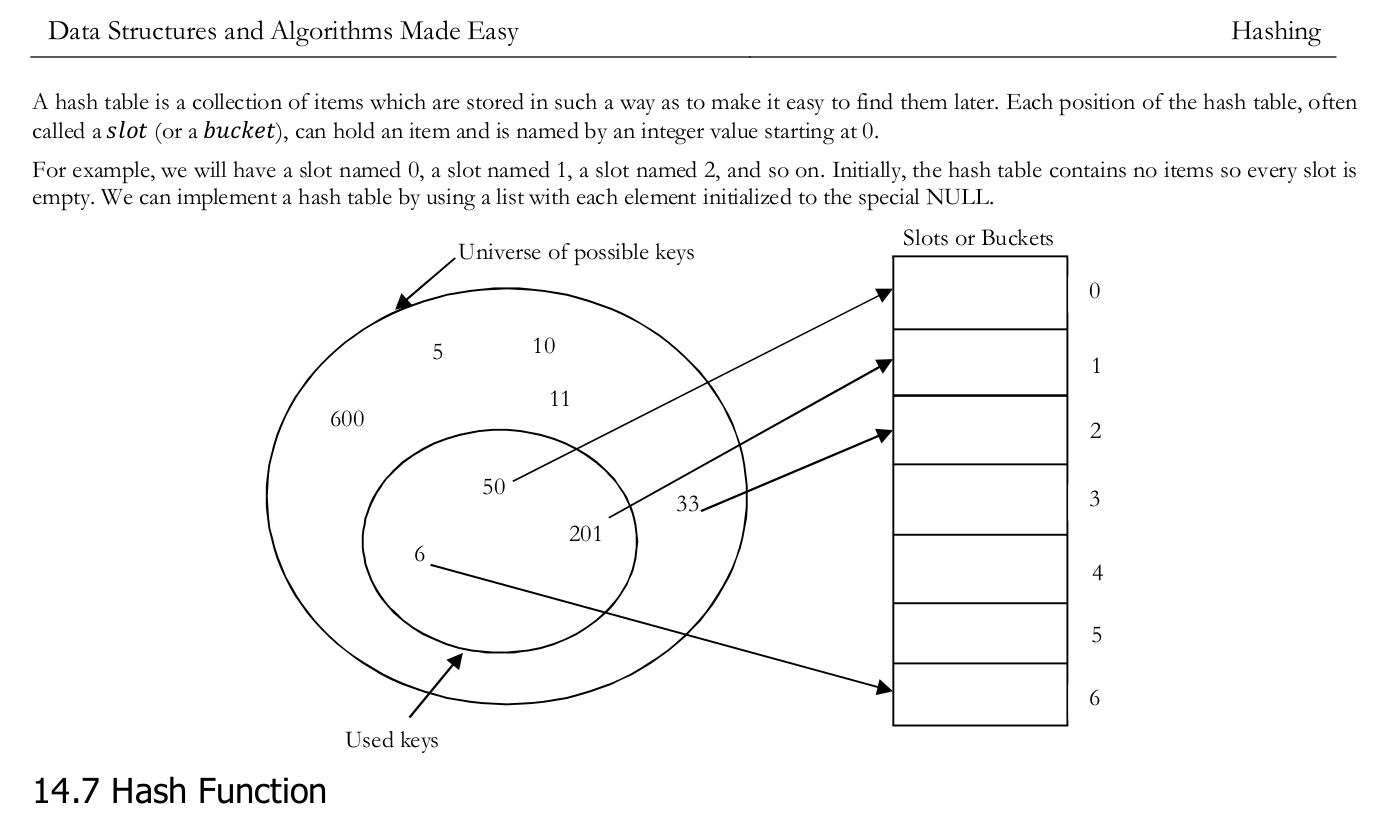 Data Structures and Algorithms Made Easy Hashing
A hash table is a collection of items which are stored in such a way as to make it easy to find them later. Each position of the hash table, often
called a slot (or a bucket), can hold an item and is named by an integer value starting at 0.
For example, we will have a slot named 0, a slot named 1, a slot named 2, and so on. Initially, the hash table contains no items so every slot is
empty. We can implement a hash table by using a list with each element initialized to the special NULL.
Slots or Buckets
Universe of possible keys
0
5
10
1
11
600
2
50
3
33
201
6
4
5
6
Used keys
14.7 Hash Function